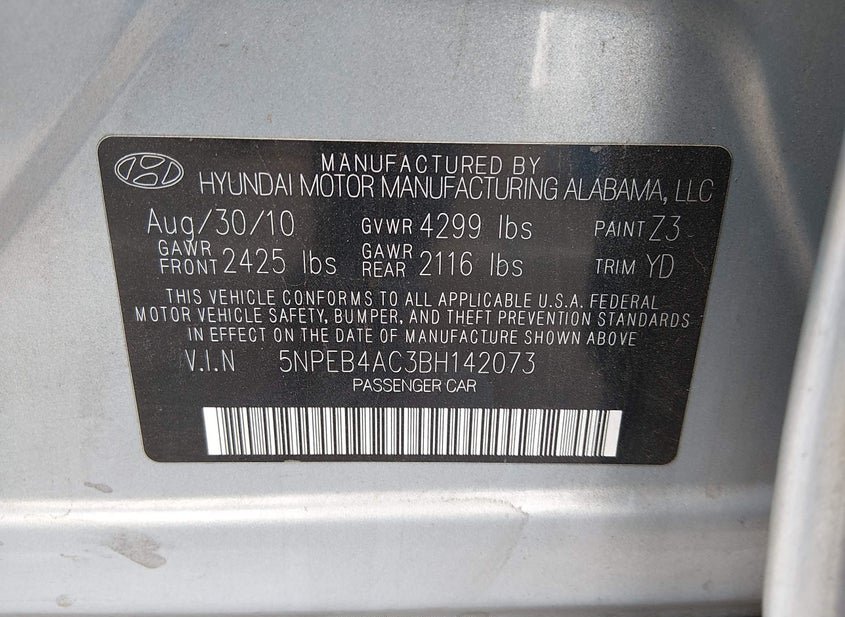 MANUFACTURED BY
HYUNDAI MOTOR MANUFACTURING ALABAMA, LLC
Aug/30/10 GVWR 4299 lbs PAINT Z3
GAWR FRONT 2425 lbs GAWR REAR 2116 lbs TRIM YD
THIS VEHICLE CONFORMS TO ALL APPLICABLE U.S.A. FEDERAL
MOTOR VEHICLE SAFETY, BUMPER, AND THEFT PREVENTION STANDARDS
IN EFFECT ON THE DATE OF MANUFACTURE SHOWN ABOVE.
V.I.N 5NPEB4AC3BH142073
PASSENGER CAR